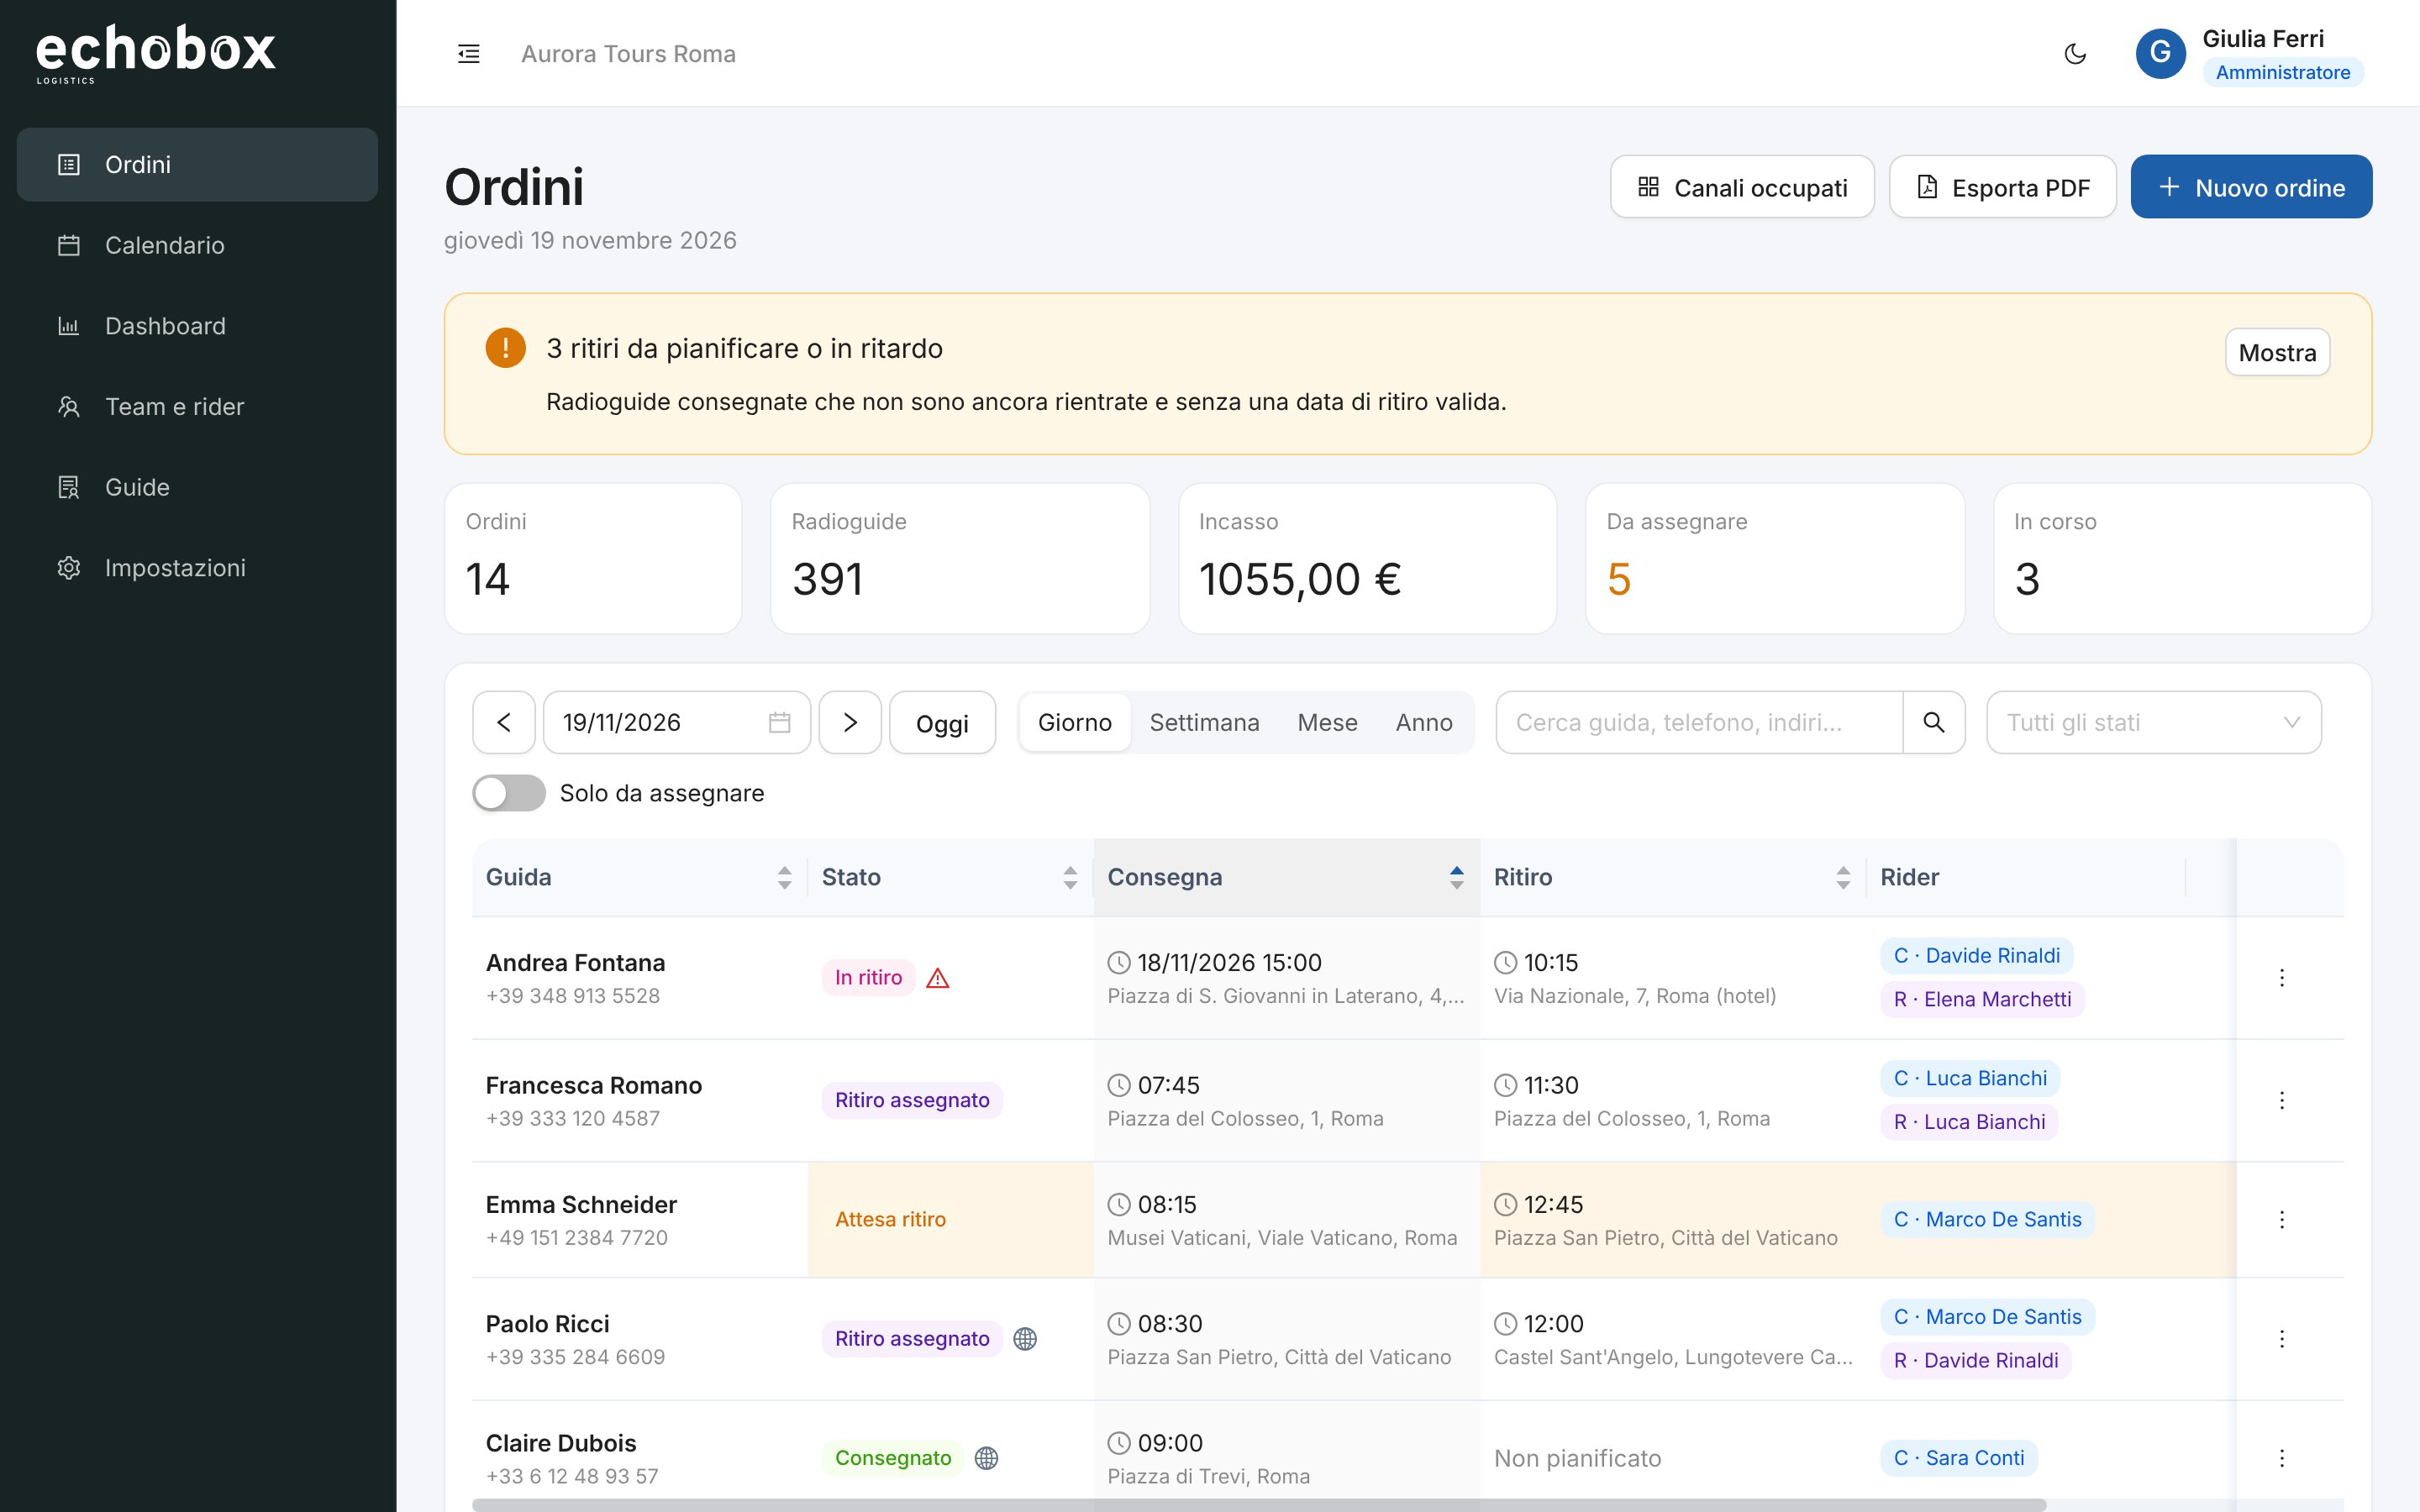 echobox
LOGISTICS
Ordini
Calendario
Dashboard
Team e rider
Guide
Impostazioni
Aurora Tours Roma
G
Giulia Ferri
Amministratore
Ordini
giovedì 19 novembre 2026
Canali occupati
Esporta PDF
Nuovo ordine
3 ritiri da pianificare o in ritardo
Radioguide consegnate che non sono ancora rientrate e senza una data di ritiro valida.
Mostra
Ordini
14
Radioguide
391
Incasso
1055,00 €
Da assegnare
5
In corso
3
19/11/2026
Oggi
Giorno
Settimana
Mese
Anno
Cerca guida, telefono, indiri...
Tutti gli stati
Solo da assegnare
Guida
Stato
Consegna
Ritiro
Rider
Andrea Fontana
+39 348 913 5528
In ritiro
18/11/2026 15:00
Piazza di S. Giovanni in Laterano, 4,...
10:15
Via Nazionale, 7, Roma (hotel)
C · Davide Rinaldi
R · Elena Marchetti
Francesca Romano
+39 333 120 4587
Ritiro assegnato
07:45
Piazza del Colosseo, 1, Roma
11:30
Piazza del Colosseo, 1, Roma
C · Luca Bianchi
R · Luca Bianchi
Emma Schneider
+49 151 2384 7720
Attesa ritiro
08:15
Musei Vaticani, Viale Vaticano, Roma
12:45
Piazza San Pietro, Città del Vaticano
C · Marco De Santis
Paolo Ricci
+39 335 284 6609
Ritiro assegnato
08:30
Piazza San Pietro, Città del Vaticano
12:00
Castel Sant'Angelo, Lungotevere Ca...
C · Marco De Santis
R · Davide Rinaldi
Claire Dubois
+33 6 12 48 93 57
Consegnato
09:00
Piazza di Trevi, Roma
Non pianificato
C · Sara Conti